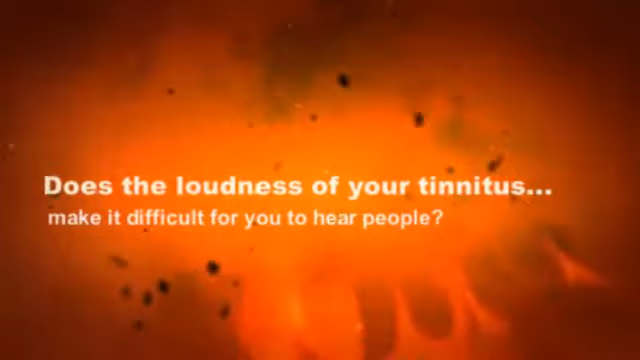 Does the loudness of your tinnitus...
make it difficult for you to hear people?